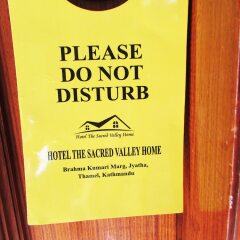 PLEASE
DO NOT
DISTURB
Hotel The Sacred Valley Home
HOTEL THE SACRED VALLEY HOME
Brahma Kumari Marg, Jyatha,
Thamel, Kathmandu